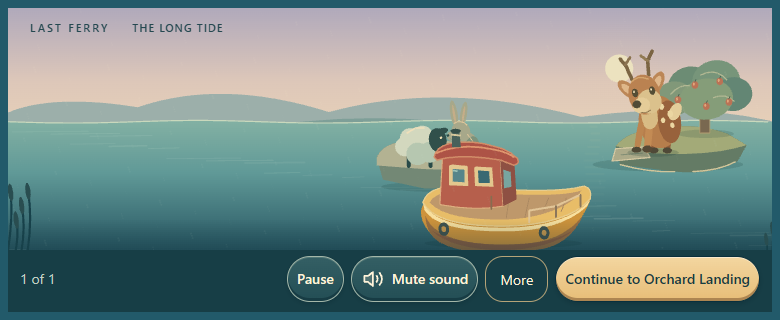 LAST FERRY THE LONG TIDE
1 of 1
Pause
Mute sound
More
Continue to Orchard Landing